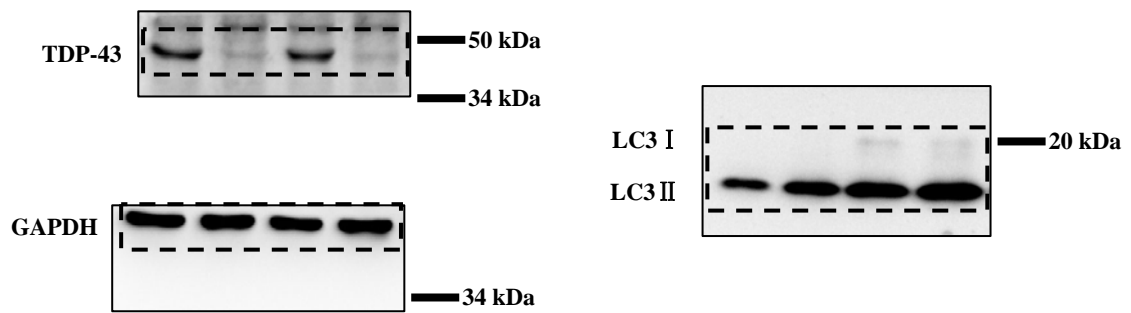 TDP-43
50 kDa
34 kDa
GAPDH
34 kDa
LC3 Ⅰ
20 kDa
LC3 Ⅱ